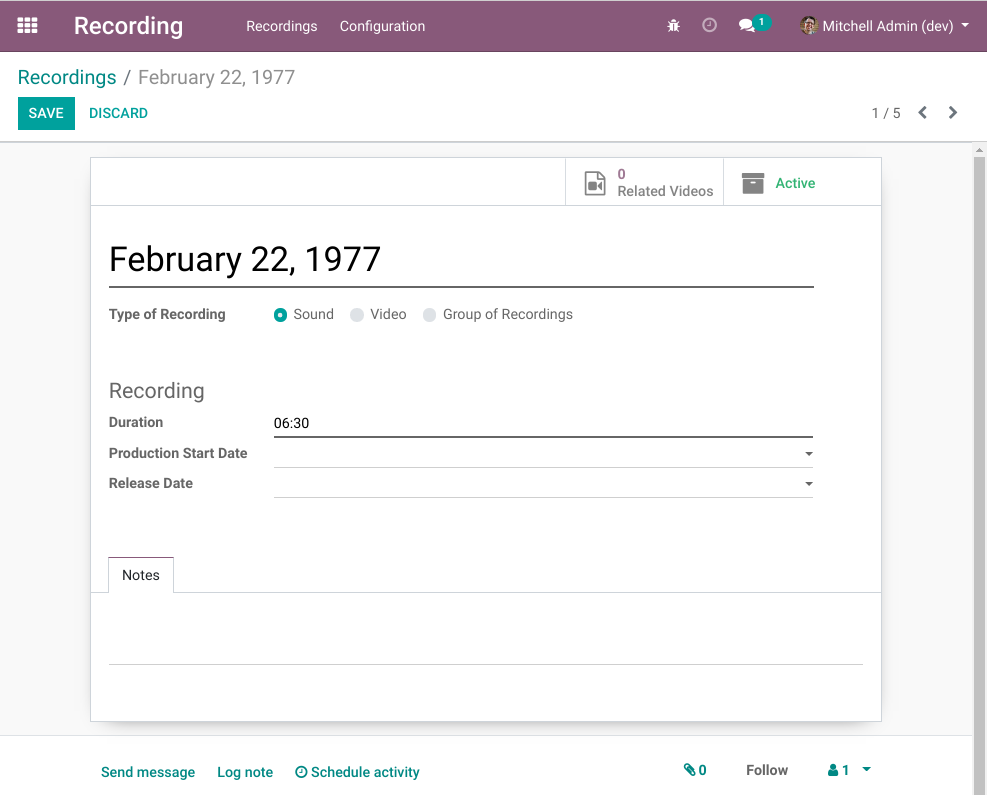 Recording Recordings Configuration 1 Mitchell Admin (dev)
Recordings / February 22, 1977
SAVE DISCARD 1 / 5
0
Related Videos
Active
February 22, 1977
Type of Recording Sound Video Group of Recordings
Recording
Duration 06:30
Production Start Date
Release Date
Notes
Send message Log note Schedule activity 0 Follow 1